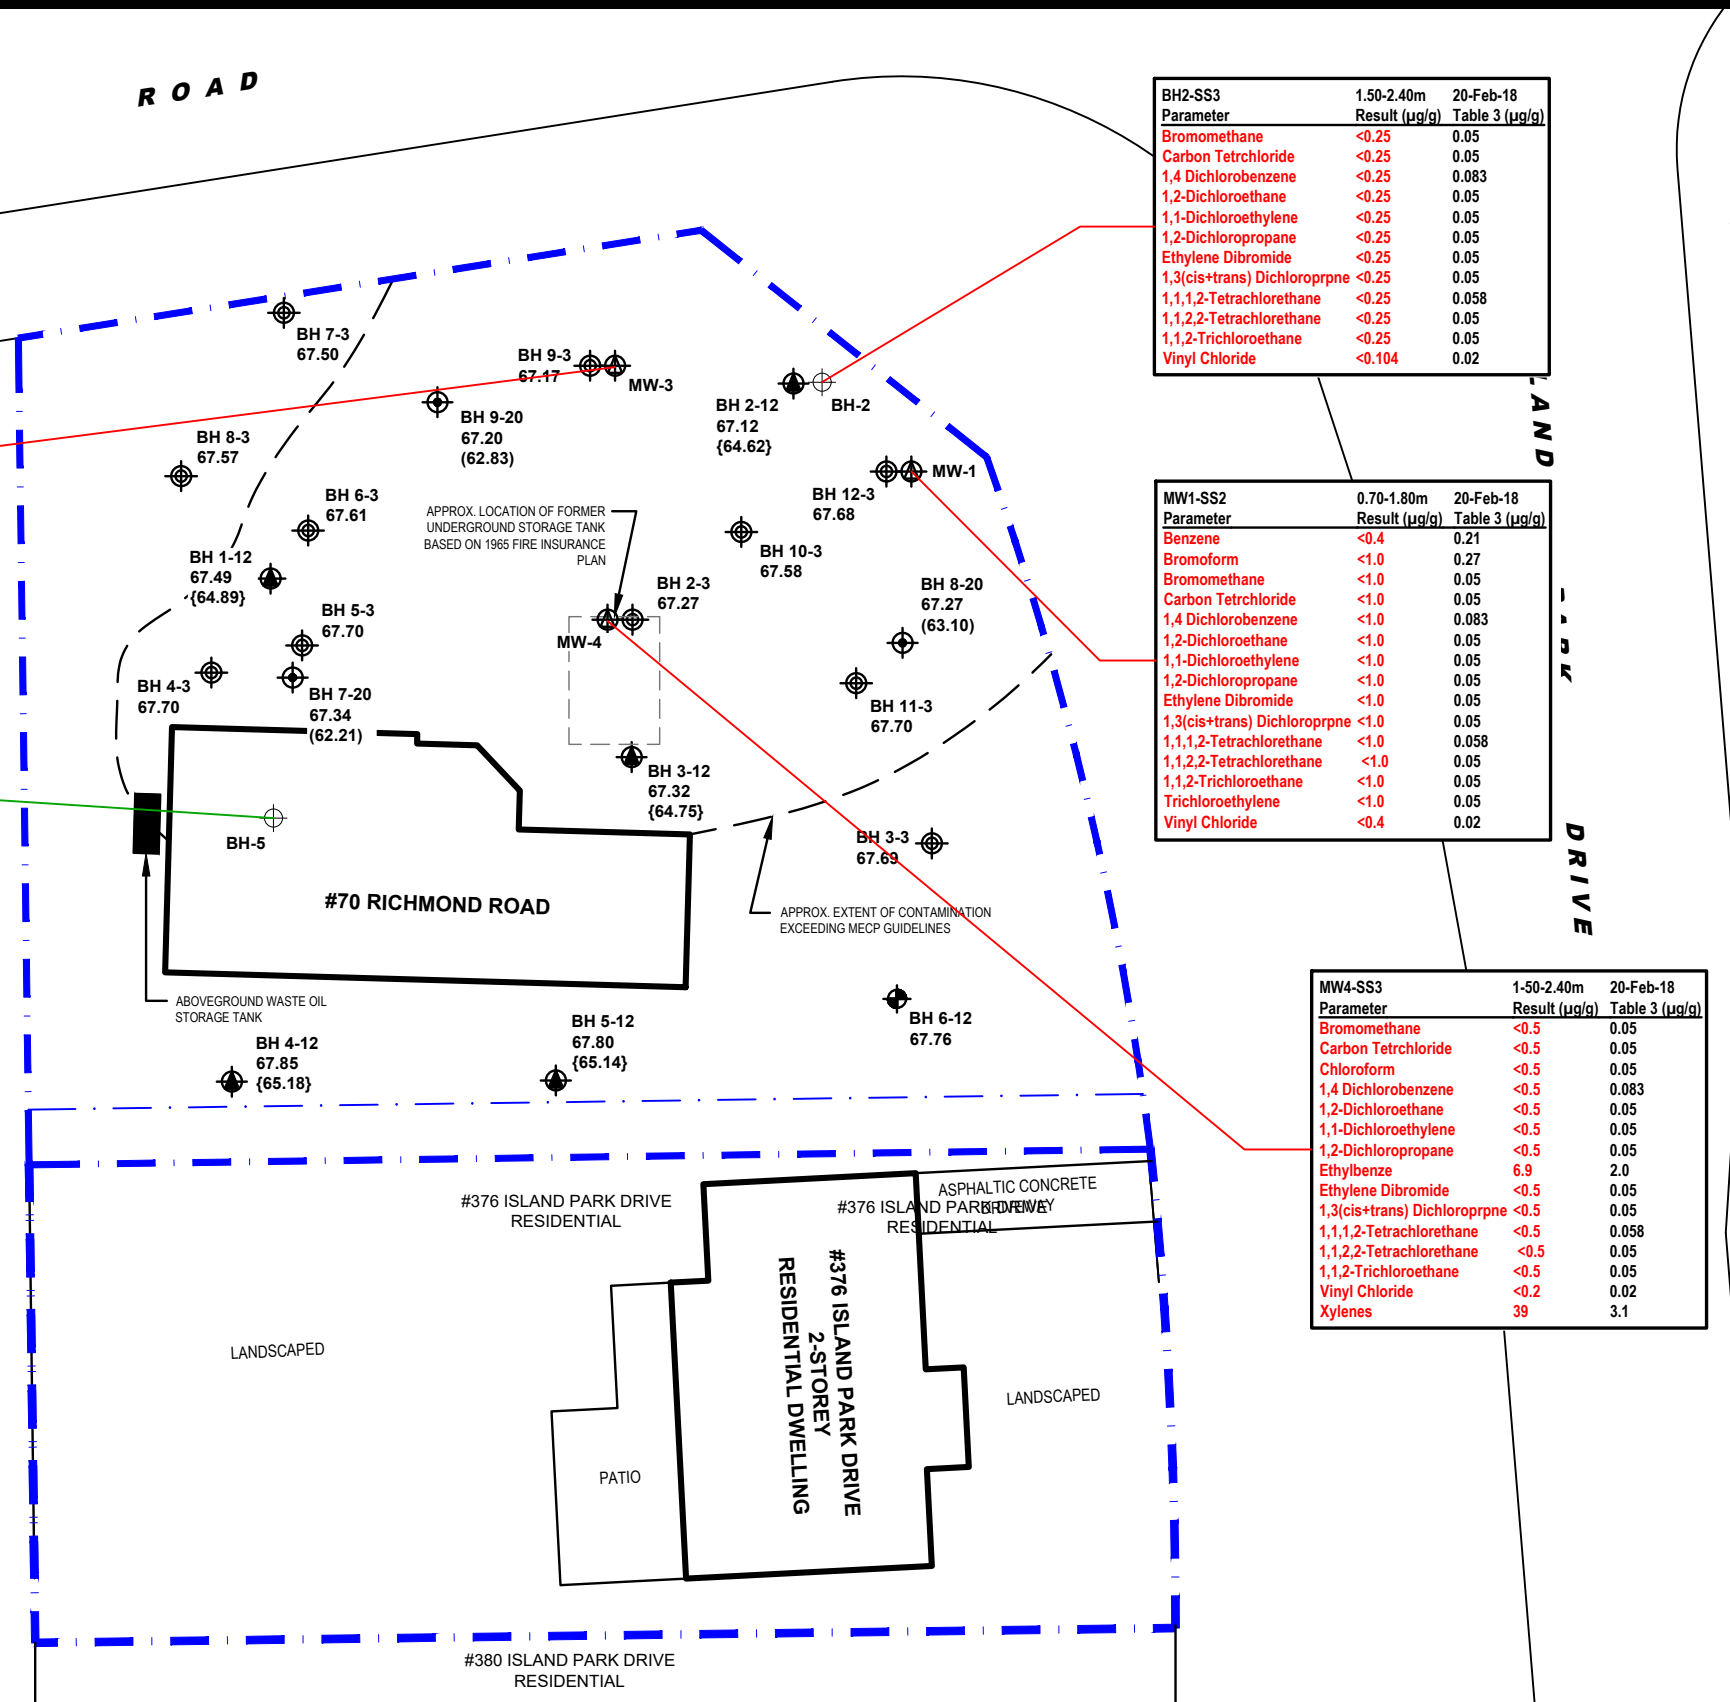 ROAD
BH2-SS3 1.50-2.40m 20-Feb-18
Parameter Result (µg/g) Table 3 (µg/g)
Bromomethane <0.25 0.05
Carbon Tetrchloride <0.25 0.05
1,4 Dichlorobenzene <0.25 0.083
1,2-Dichloroethane <0.25 0.05
1,1-Dichloroethylene <0.25 0.05
1,2-Dichloropropane <0.25 0.05
Ethylene Dibromide <0.25 0.05
1,3(cis+trans) Dichloroprpne <0.25 0.05
1,1,1,2-Tetrachlorethane <0.25 0.058
1,1,2,2-Tetrachlorethane <0.25 0.05
1,1,2-Trichloroethane <0.25 0.05
Vinyl Chloride <0.104 0.02
BH 7-3
67.50
BH 9-3
67.17
MW-3
BH 9-20
67.20
(62.83)
BH 2-12
67.12
{64.62}
BH-2
BH 8-3
67.57
BH 6-3
67.61
MW-1
BH 12-3
67.68
APPROX. LOCATION OF FORMER
UNDERGROUND STORAGE TANK
BASED ON 1965 FIRE INSURANCE
PLAN
BH 10-3
67.58
BH 1-12
67.49
{64.89}
BH 2-3
67.27
MW-4
BH 8-20
67.27
(63.10)
BH 5-3
67.70
BH 4-3
67.70
BH 7-20
67.34
(62.21)
BH 11-3
67.70
BH 3-12
67.32
{64.75}
BH-5
BH 3-3
67.69
#70 RICHMOND ROAD
APPROX. EXTENT OF CONTAMINATION
EXCEEDING MECP GUIDELINES
ABOVEGROUND WASTE OIL
STORAGE TANK
BH 4-12
67.85
{65.18}
BH 5-12
67.80
{65.14}
BH 6-12
67.76
LAND
PARK
DRIVE
MW1-SS2 0.70-1.80m 20-Feb-18
Parameter Result (µg/g) Table 3 (µg/g)
Benzene <0.4 0.21
Bromoform <1.0 0.27
Bromomethane <1.0 0.05
Carbon Tetrchloride <1.0 0.05
1,4 Dichlorobenzene <1.0 0.083
1,2-Dichloroethane <1.0 0.05
1,1-Dichloroethylene <1.0 0.05
1,2-Dichloropropane <1.0 0.05
Ethylene Dibromide <1.0 0.05
1,3(cis+trans) Dichloroprpne <1.0 0.05
1,1,1,2-Tetrachlorethane <1.0 0.058
1,1,2,2-Tetrachlorethane <1.0 0.05
1,1,2-Trichloroethane <1.0 0.05
Trichloroethylene <1.0 0.05
Vinyl Chloride <0.4 0.02
MW4-SS3 1-50-2.40m 20-Feb-18
Parameter Result (µg/g) Table 3 (µg/g)
Bromomethane <0.5 0.05
Carbon Tetrchloride <0.5 0.05
Chloroform <0.5 0.05
1,4 Dichlorobenzene <0.5 0.083
1,2-Dichloroethane <0.5 0.05
1,1-Dichloroethylene <0.5 0.05
1,2-Dichloropropane <0.5 0.05
Ethylbenze 6.9 2.0
Ethylene Dibromide <0.5 0.05
1,3(cis+trans) Dichloroprpne <0.5 0.05
1,1,1,2-Tetrachlorethane <0.5 0.058
1,1,2,2-Tetrachlorethane <0.5 0.05
1,1,2-Trichloroethane <0.5 0.05
Vinyl Chloride <0.2 0.02
Xylenes 39 3.1
#376 ISLAND PARK DRIVE
RESIDENTIAL
ASPHALTIC CONCRETE
DRIVEWAY
#376 ISLAND PARK DRIVE
RESIDENTIAL
#376 ISLAND PARK DRIVE
2-STOREY
RESIDENTIAL DWELLING
LANDSCAPED
PATIO
LANDSCAPED
#380 ISLAND PARK DRIVE
RESIDENTIAL